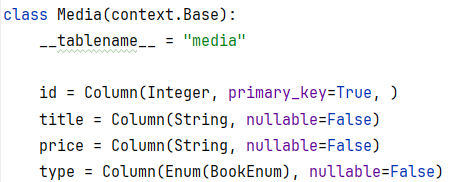 class Media(context.Base):
    __tablename__ = "media"
    id = Column(Integer, primary_key=True, )
    title = Column(String, nullable=False)
    price = Column(String, nullable=False)
    type = Column(Enum(BookEnum), nullable=False)